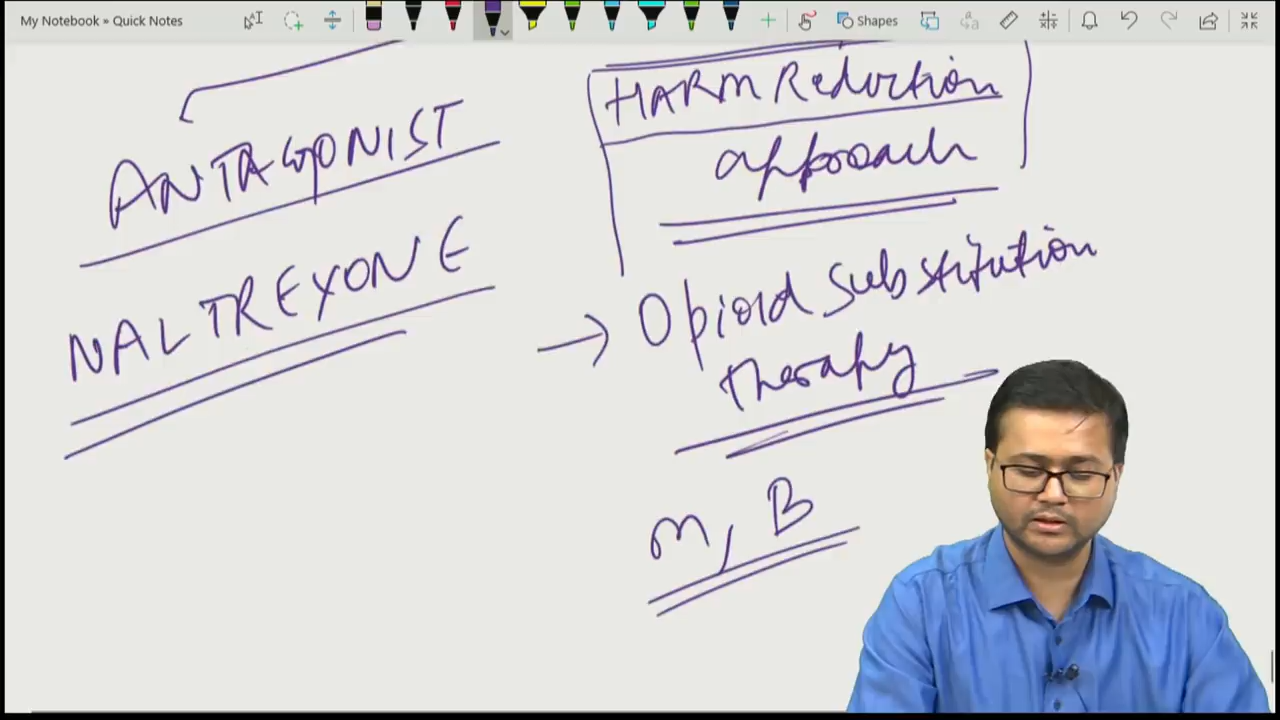 My Notebook » Quick Notes
Shapes
ANTAGONIST
NALTREXONE
HARM Reduction
approach
→ Opioid Substitution
therapy
M, B